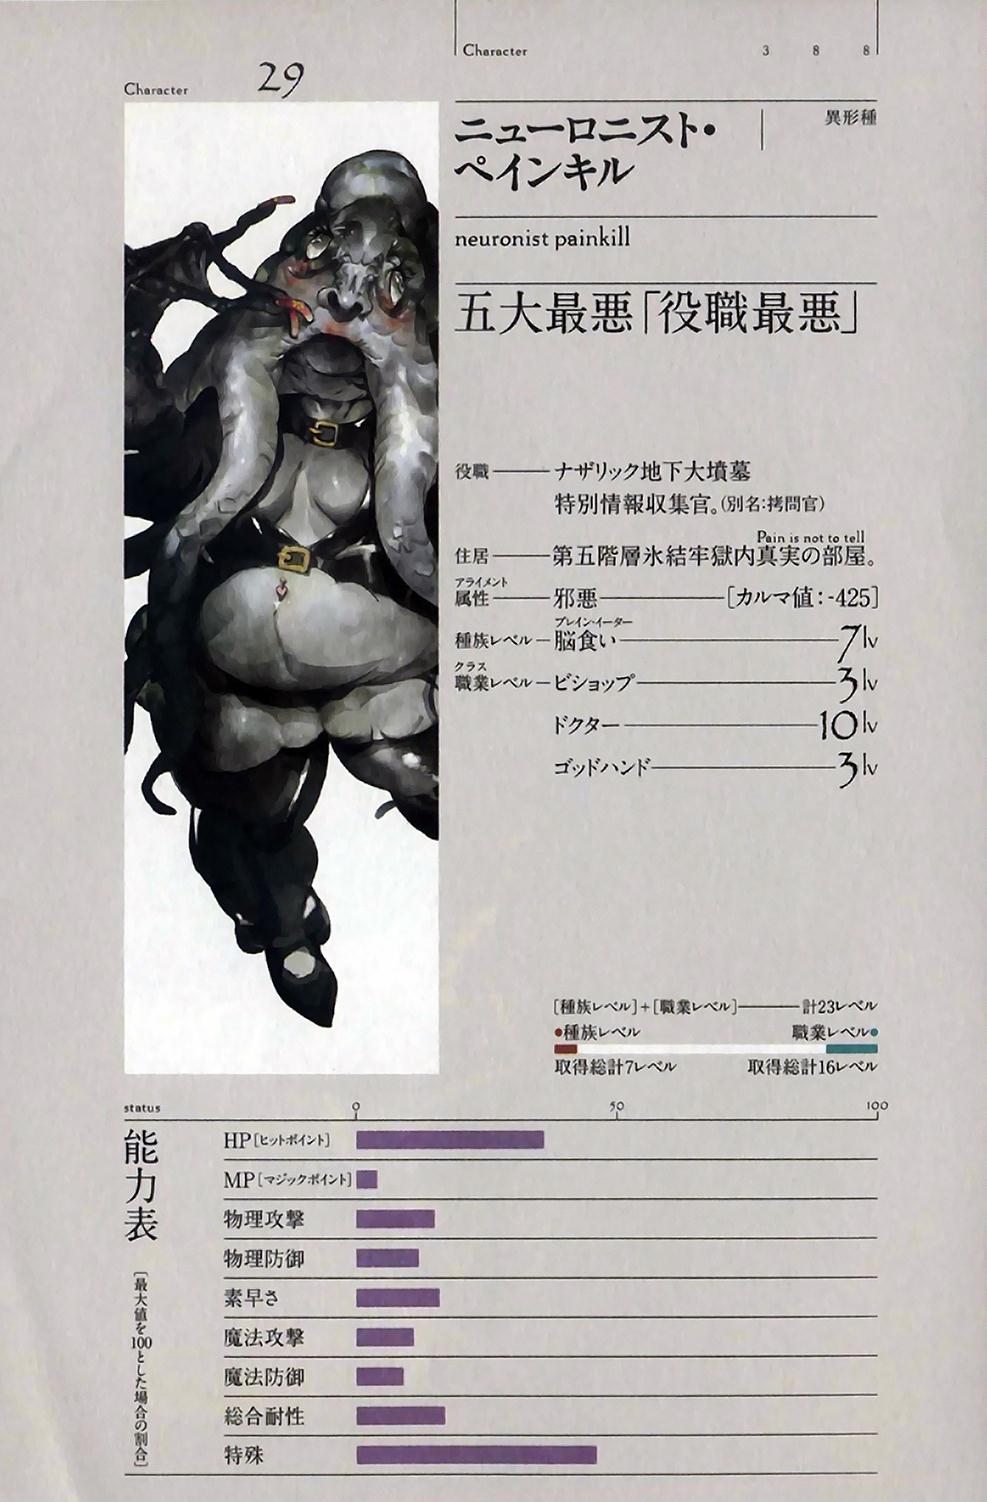 Character 388
Character 29
ニューロニスト・
ペインキル
異形種
neuronist painkill
五大最悪「役職最悪」
役職 ナザリック地下大墳墓
特別情報収集官。(別名:拷問官)
Pain is not to tell
住居 第五階層氷結牢獄内真実の部屋。
アライメント
属性 邪悪 [カルマ値:-425]
ブレイン・イーター
種族レベル 脳食い 7lv
クラス
職業レベル ビショップ 3lv
ドクター 10lv
ゴッドハンド 3lv
[種族レベル]+[職業レベル] 計23レベル
●種族レベル 職業レベル●
取得総計7レベル 取得総計16レベル
status 0 50 100
能力表
[最大値を100とした場合の割合]
HP[ヒットポイント]
MP[マジックポイント]
物理攻撃
物理防御
素早さ
魔法攻撃
魔法防御
総合耐性
特殊